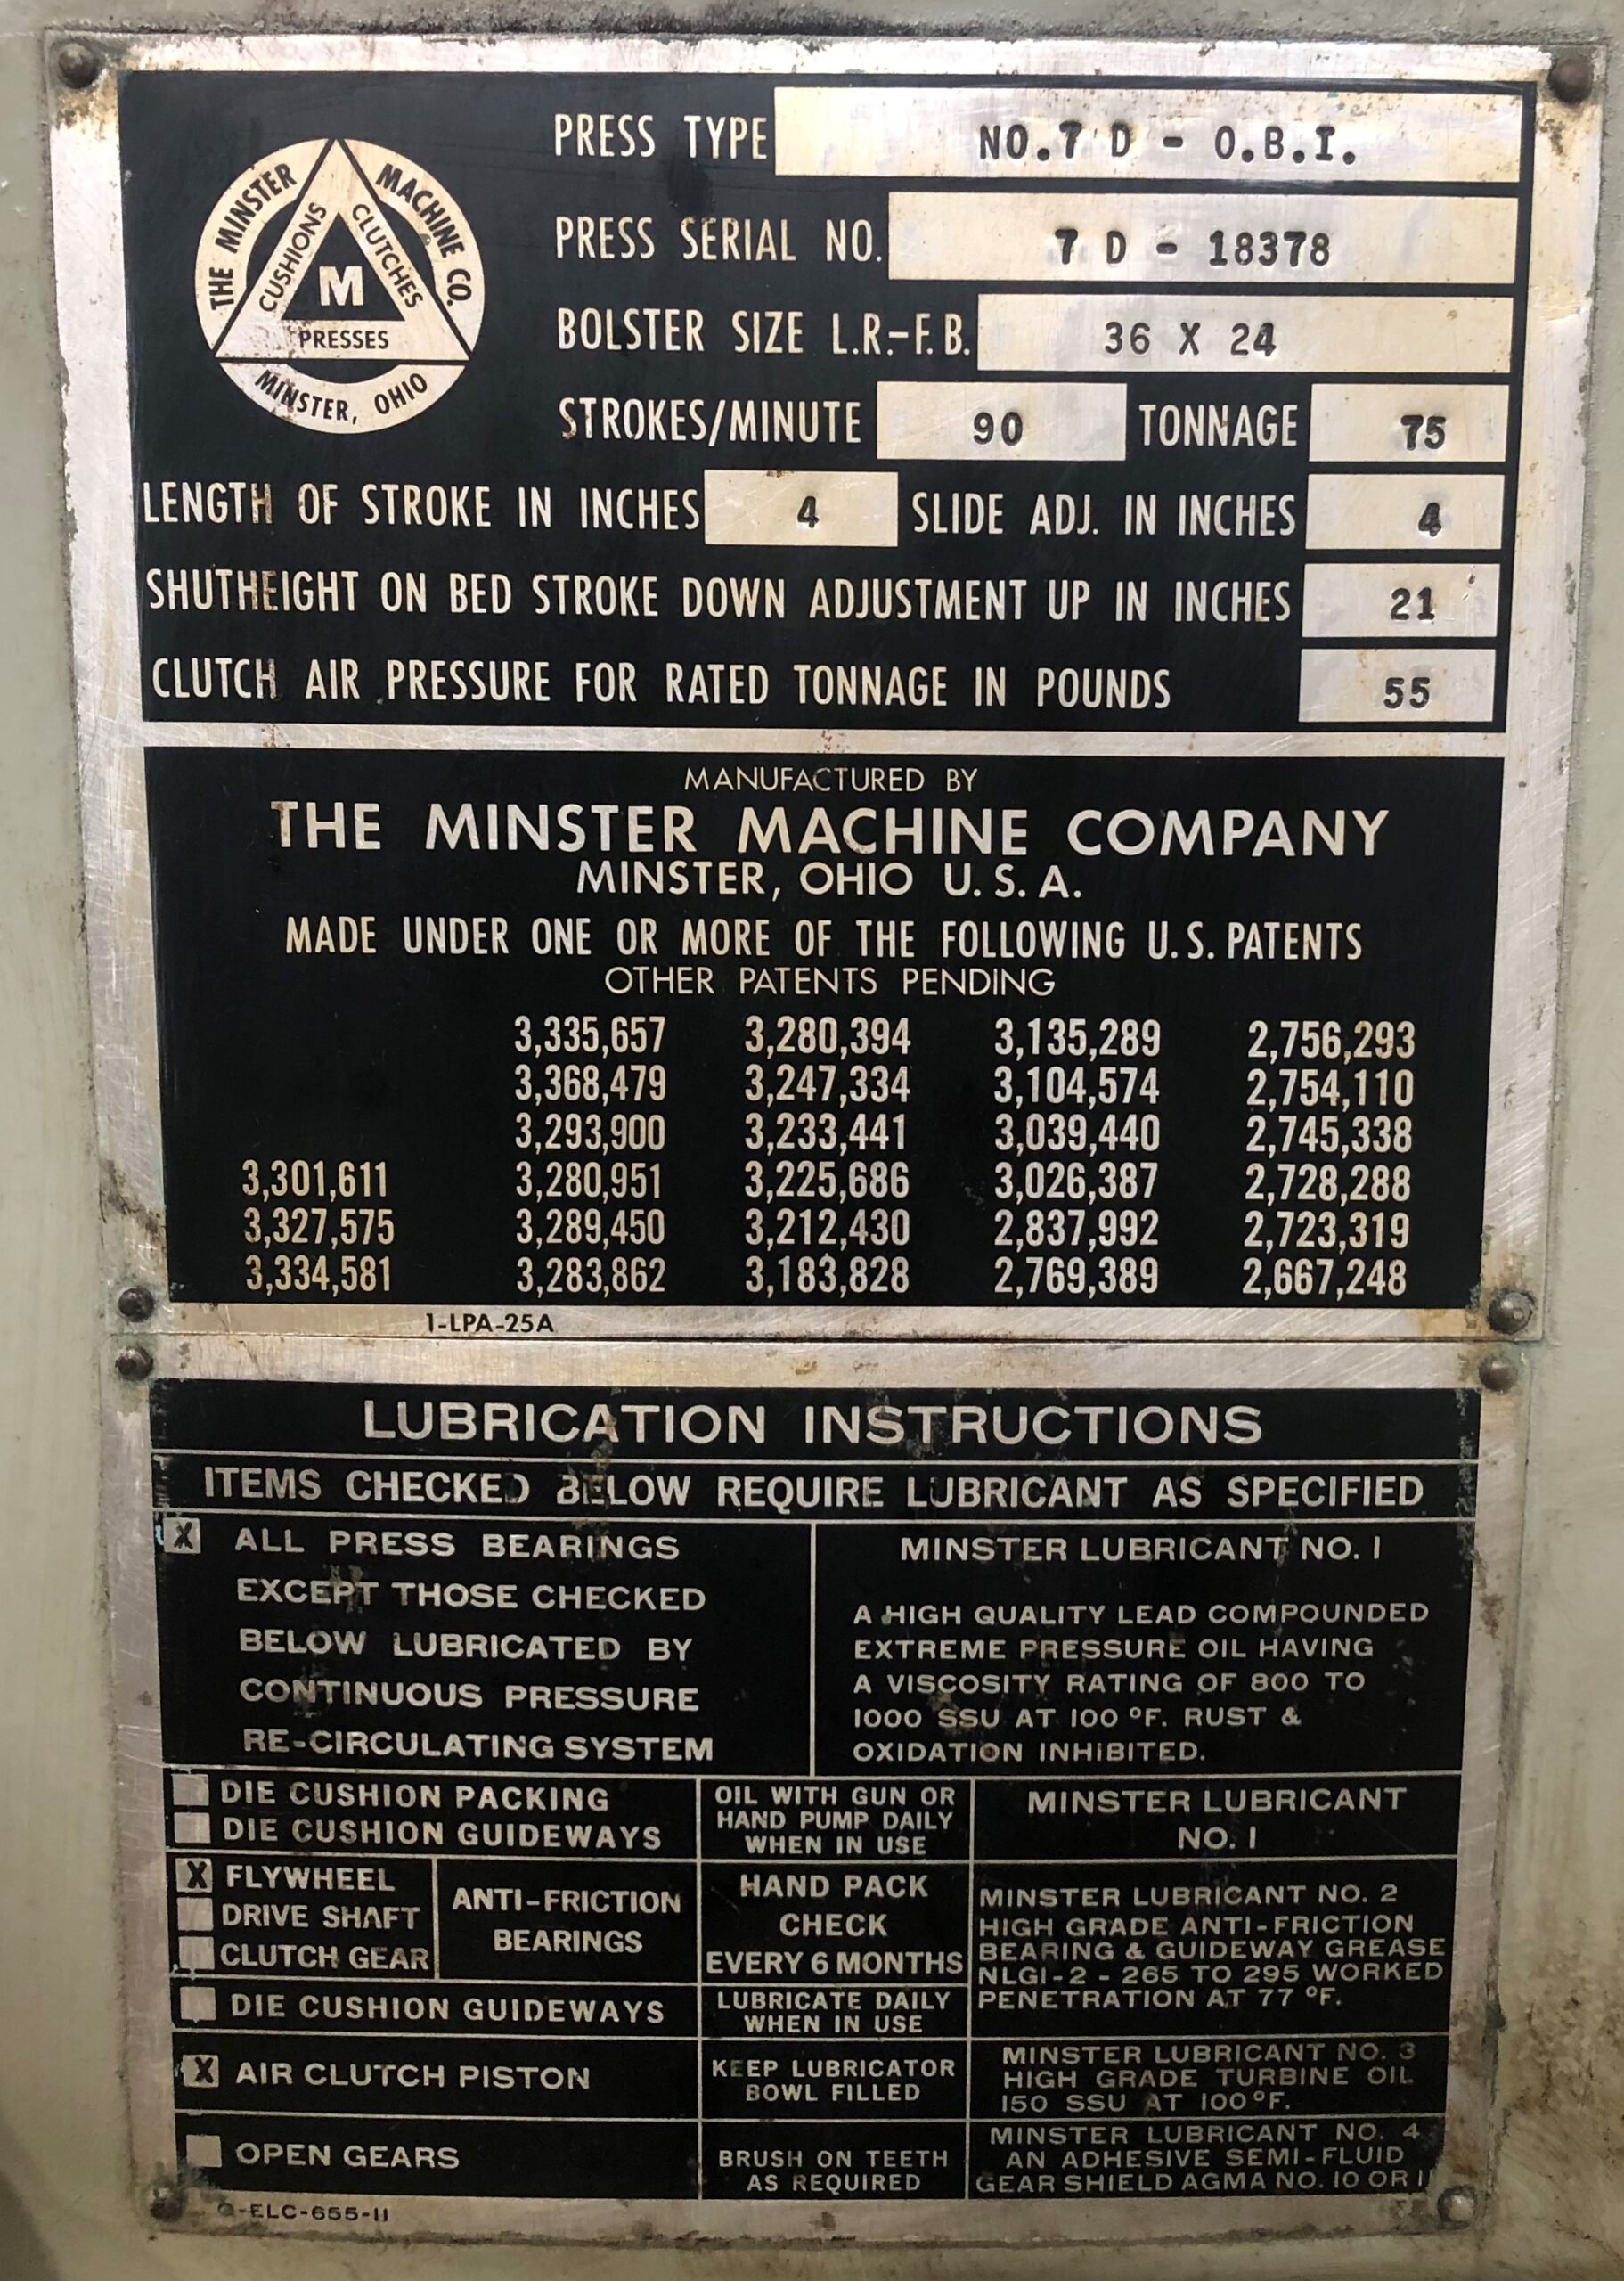 THE MINSTER MACHINE CO.
CUSHIONS CLUTCHES
M
PRESSES
MINSTER, OHIO
PRESS TYPE NO.7 D - O.B.I.
PRESS SERIAL NO. 7 D - 18378
BOLSTER SIZE L.R.-F.B. 36 X 24
STROKES/MINUTE 90 TONNAGE 75
LENGTH OF STROKE IN INCHES 4 SLIDE ADJ. IN INCHES 4
SHUTHEIGHT ON BED STROKE DOWN ADJUSTMENT UP IN INCHES 21
CLUTCH AIR PRESSURE FOR RATED TONNAGE IN POUNDS 55
MANUFACTURED BY
THE MINSTER MACHINE COMPANY
MINSTER, OHIO U.S.A.
MADE UNDER ONE OR MORE OF THE FOLLOWING U.S. PATENTS
OTHER PATENTS PENDING
3,335,657 3,280,394 3,135,289 2,756,293
3,368,479 3,247,334 3,104,574 2,754,110
3,293,900 3,233,441 3,039,440 2,745,338
3,301,611 3,280,951 3,225,686 3,026,387 2,728,288
3,327,575 3,289,450 3,212,430 2,837,992 2,723,319
3,334,581 3,283,862 3,183,828 2,769,389 2,667,248
1-LPA-25A
LUBRICATION INSTRUCTIONS
ITEMS CHECKED BELOW REQUIRE LUBRICANT AS SPECIFIED
X ALL PRESS BEARINGS
EXCEPT THOSE CHECKED
BELOW LUBRICATED BY
CONTINUOUS PRESSURE
RE-CIRCULATING SYSTEM
MINSTER LUBRICANT NO. 1
A HIGH QUALITY LEAD COMPOUNDED
EXTREME PRESSURE OIL HAVING
A VISCOSITY RATING OF 800 TO
1000 SSU AT 100 °F. RUST &
OXIDATION INHIBITED.
DIE CUSHION PACKING
DIE CUSHION GUIDEWAYS
OIL WITH GUN OR
HAND PUMP DAILY
WHEN IN USE
MINSTER LUBRICANT
NO. 1
X FLYWHEEL
DRIVE SHAFT
CLUTCH GEAR
ANTI-FRICTION
BEARINGS
HAND PACK
CHECK
EVERY 6 MONTHS
MINSTER LUBRICANT NO. 2
HIGH GRADE ANTI-FRICTION
BEARING & GUIDEWAY GREASE
NLGI-2 - 265 TO 295 WORKED
PENETRATION AT 77 °F.
DIE CUSHION GUIDEWAYS
LUBRICATE DAILY
WHEN IN USE
X AIR CLUTCH PISTON
KEEP LUBRICATOR
BOWL FILLED
MINSTER LUBRICANT NO. 3
HIGH GRADE TURBINE OIL
150 SSU AT 100°F.
OPEN GEARS
BRUSH ON TEETH
AS REQUIRED
MINSTER LUBRICANT NO. 4
AN ADHESIVE SEMI-FLUID
GEAR SHIELD AGMA NO. 10 OR 11
-ELC-655-11